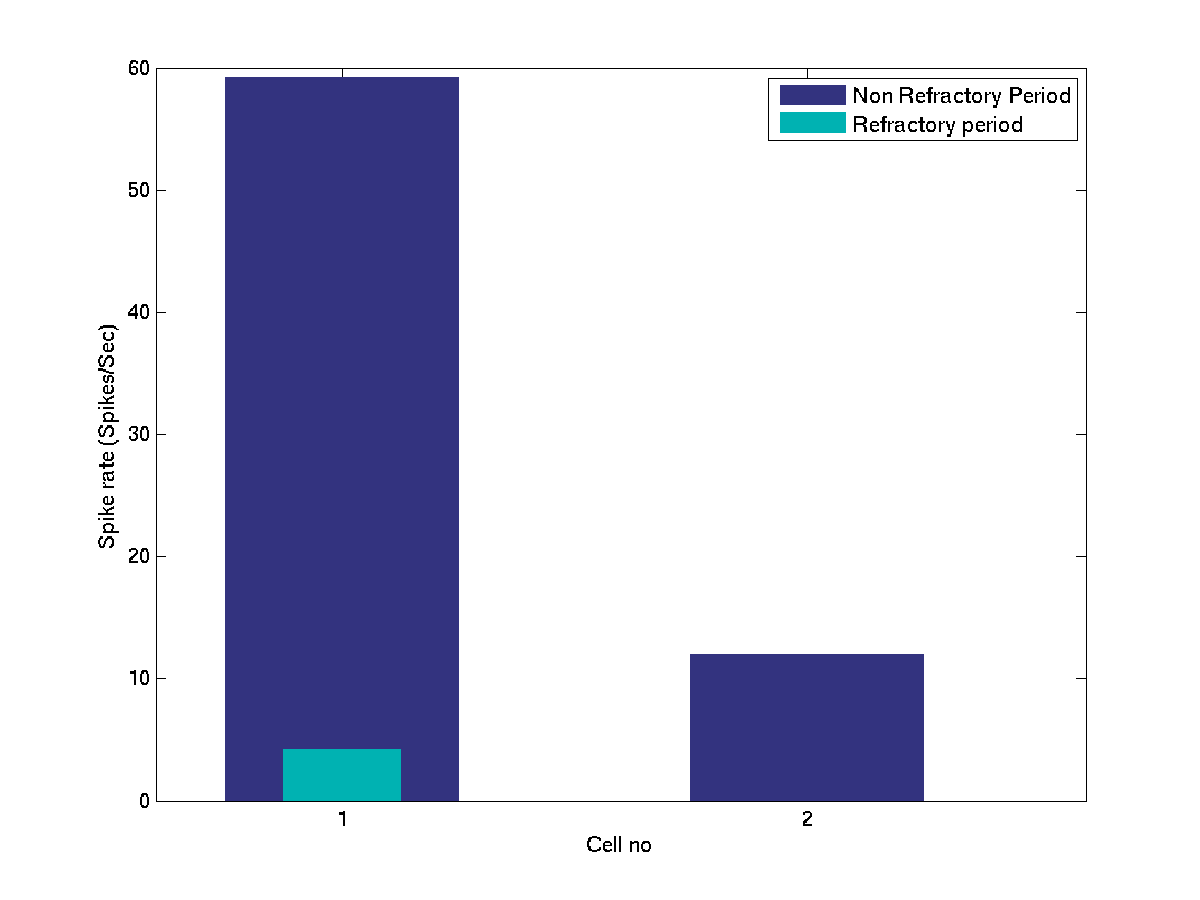 60
50
40
30
20
10
0
Spike rate (Spikes/Sec)
Non Refractory Period
Refractory period
1
2
Cell no